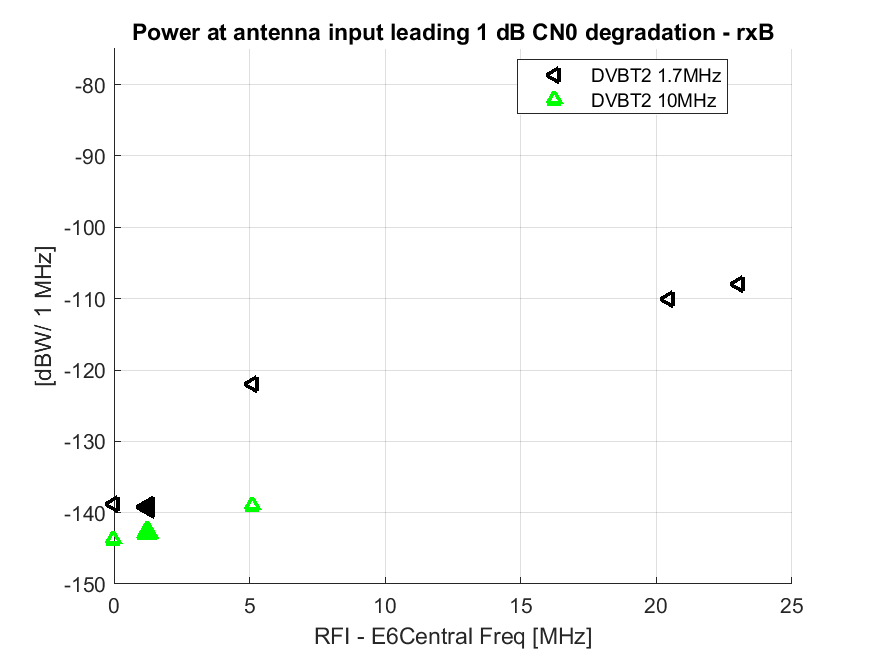 Power at antenna input leading 1 dB CN0 degradation - rxB
DVBT2 1.7MHz
DVBT2 10MHz
[dBW/ 1 MHz]
-80
-90
-100
-110
-120
-130
-140
-150
0 5 10 15 20 25
RFI - E6Central Freq [MHz]